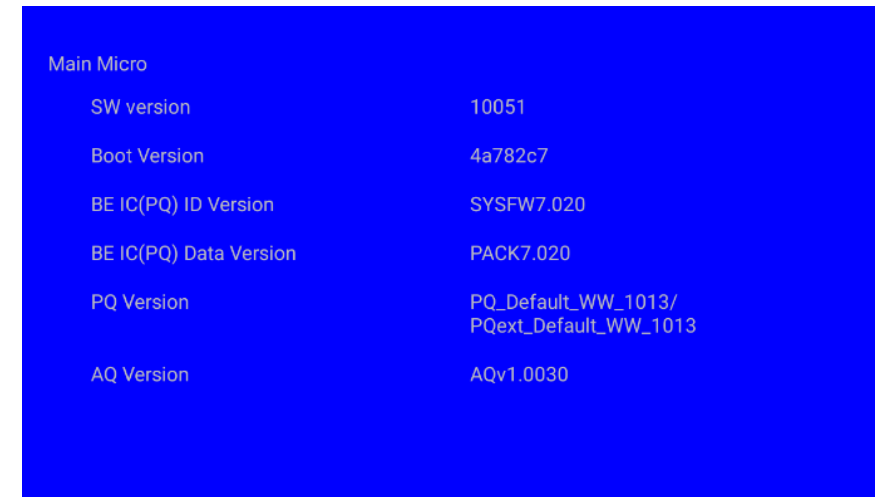 Main Micro
SW version 10051
Boot Version 4a782c7
BE IC(PQ) ID Version SYSFW7.020
BE IC(PQ) Data Version PACK7.020
PQ Version PQ_Default_WW_1013/
PQext_Default_WW_1013
AQ Version AQv1.0030